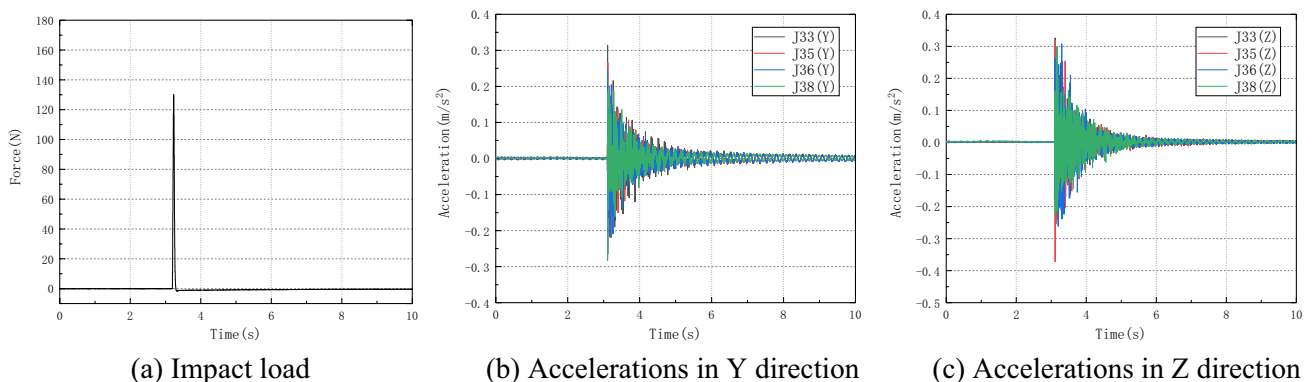 180
160
140
120
100
80
60
40
20
0
Force(N)
0 2 4 6 8 10
Time(s)
(a) Impact load
0.4
0.3
0.2
0.1
0.0
-0.1
-0.2
-0.3
-0.4
Acceleration(m/s²)
J33(Y)
J35(Y)
J36(Y)
J38(Y)
0 2 4 6 8 10
Time(s)
(b) Accelerations in Y direction
0.4
0.3
0.2
0.1
0.0
-0.1
-0.2
-0.3
-0.4
-0.5
Acceleration(m/s²)
J33(Z)
J35(Z)
J36(Z)
J38(Z)
0 2 4 6 8 10
Time(s)
(c) Accelerations in Z direction